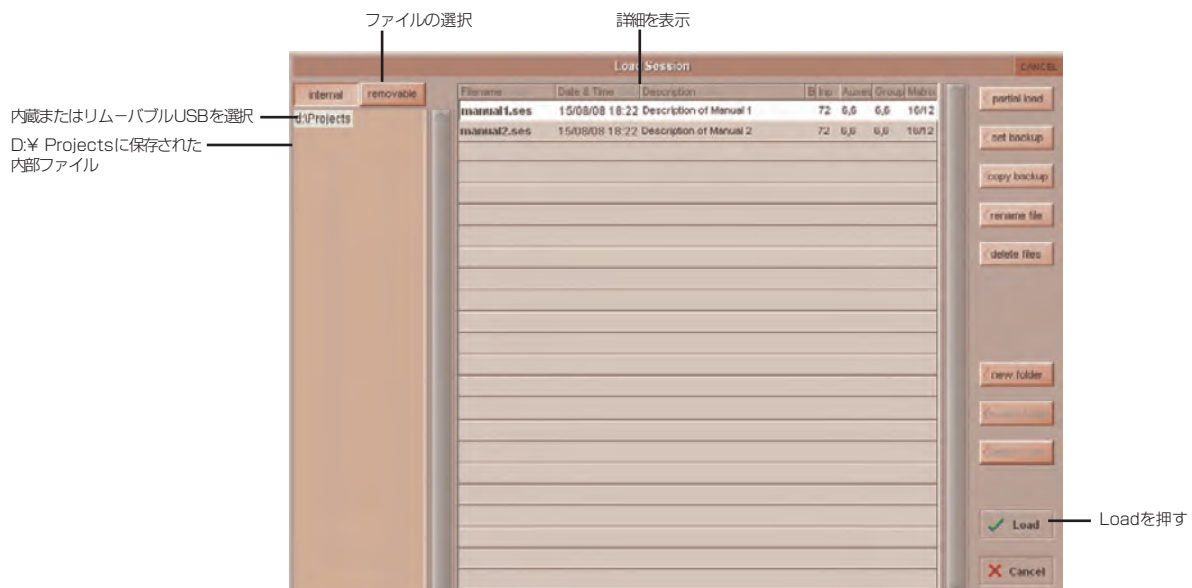 ファイルの選択
詳細を表示
Load Session
CANCEL
internal
removable
Filename
Date & Time
Description
B
Inp
Auxes
Group
Matrix
partial load
内蔵またはリムーバブルUSBを選択
d:\Projects
manual1.ses 15/08/08 18:22 Description of Manual 1 72 6,6 6,6 10/12
manual2.ses 15/08/08 18:22 Description of Manual 2 72 6,6 6,6 10/12
D:¥ Projectsに保存された
内部ファイル
set backup
copy backup
rename file
delete files
new folder
Load
Loadを押す
Cancel